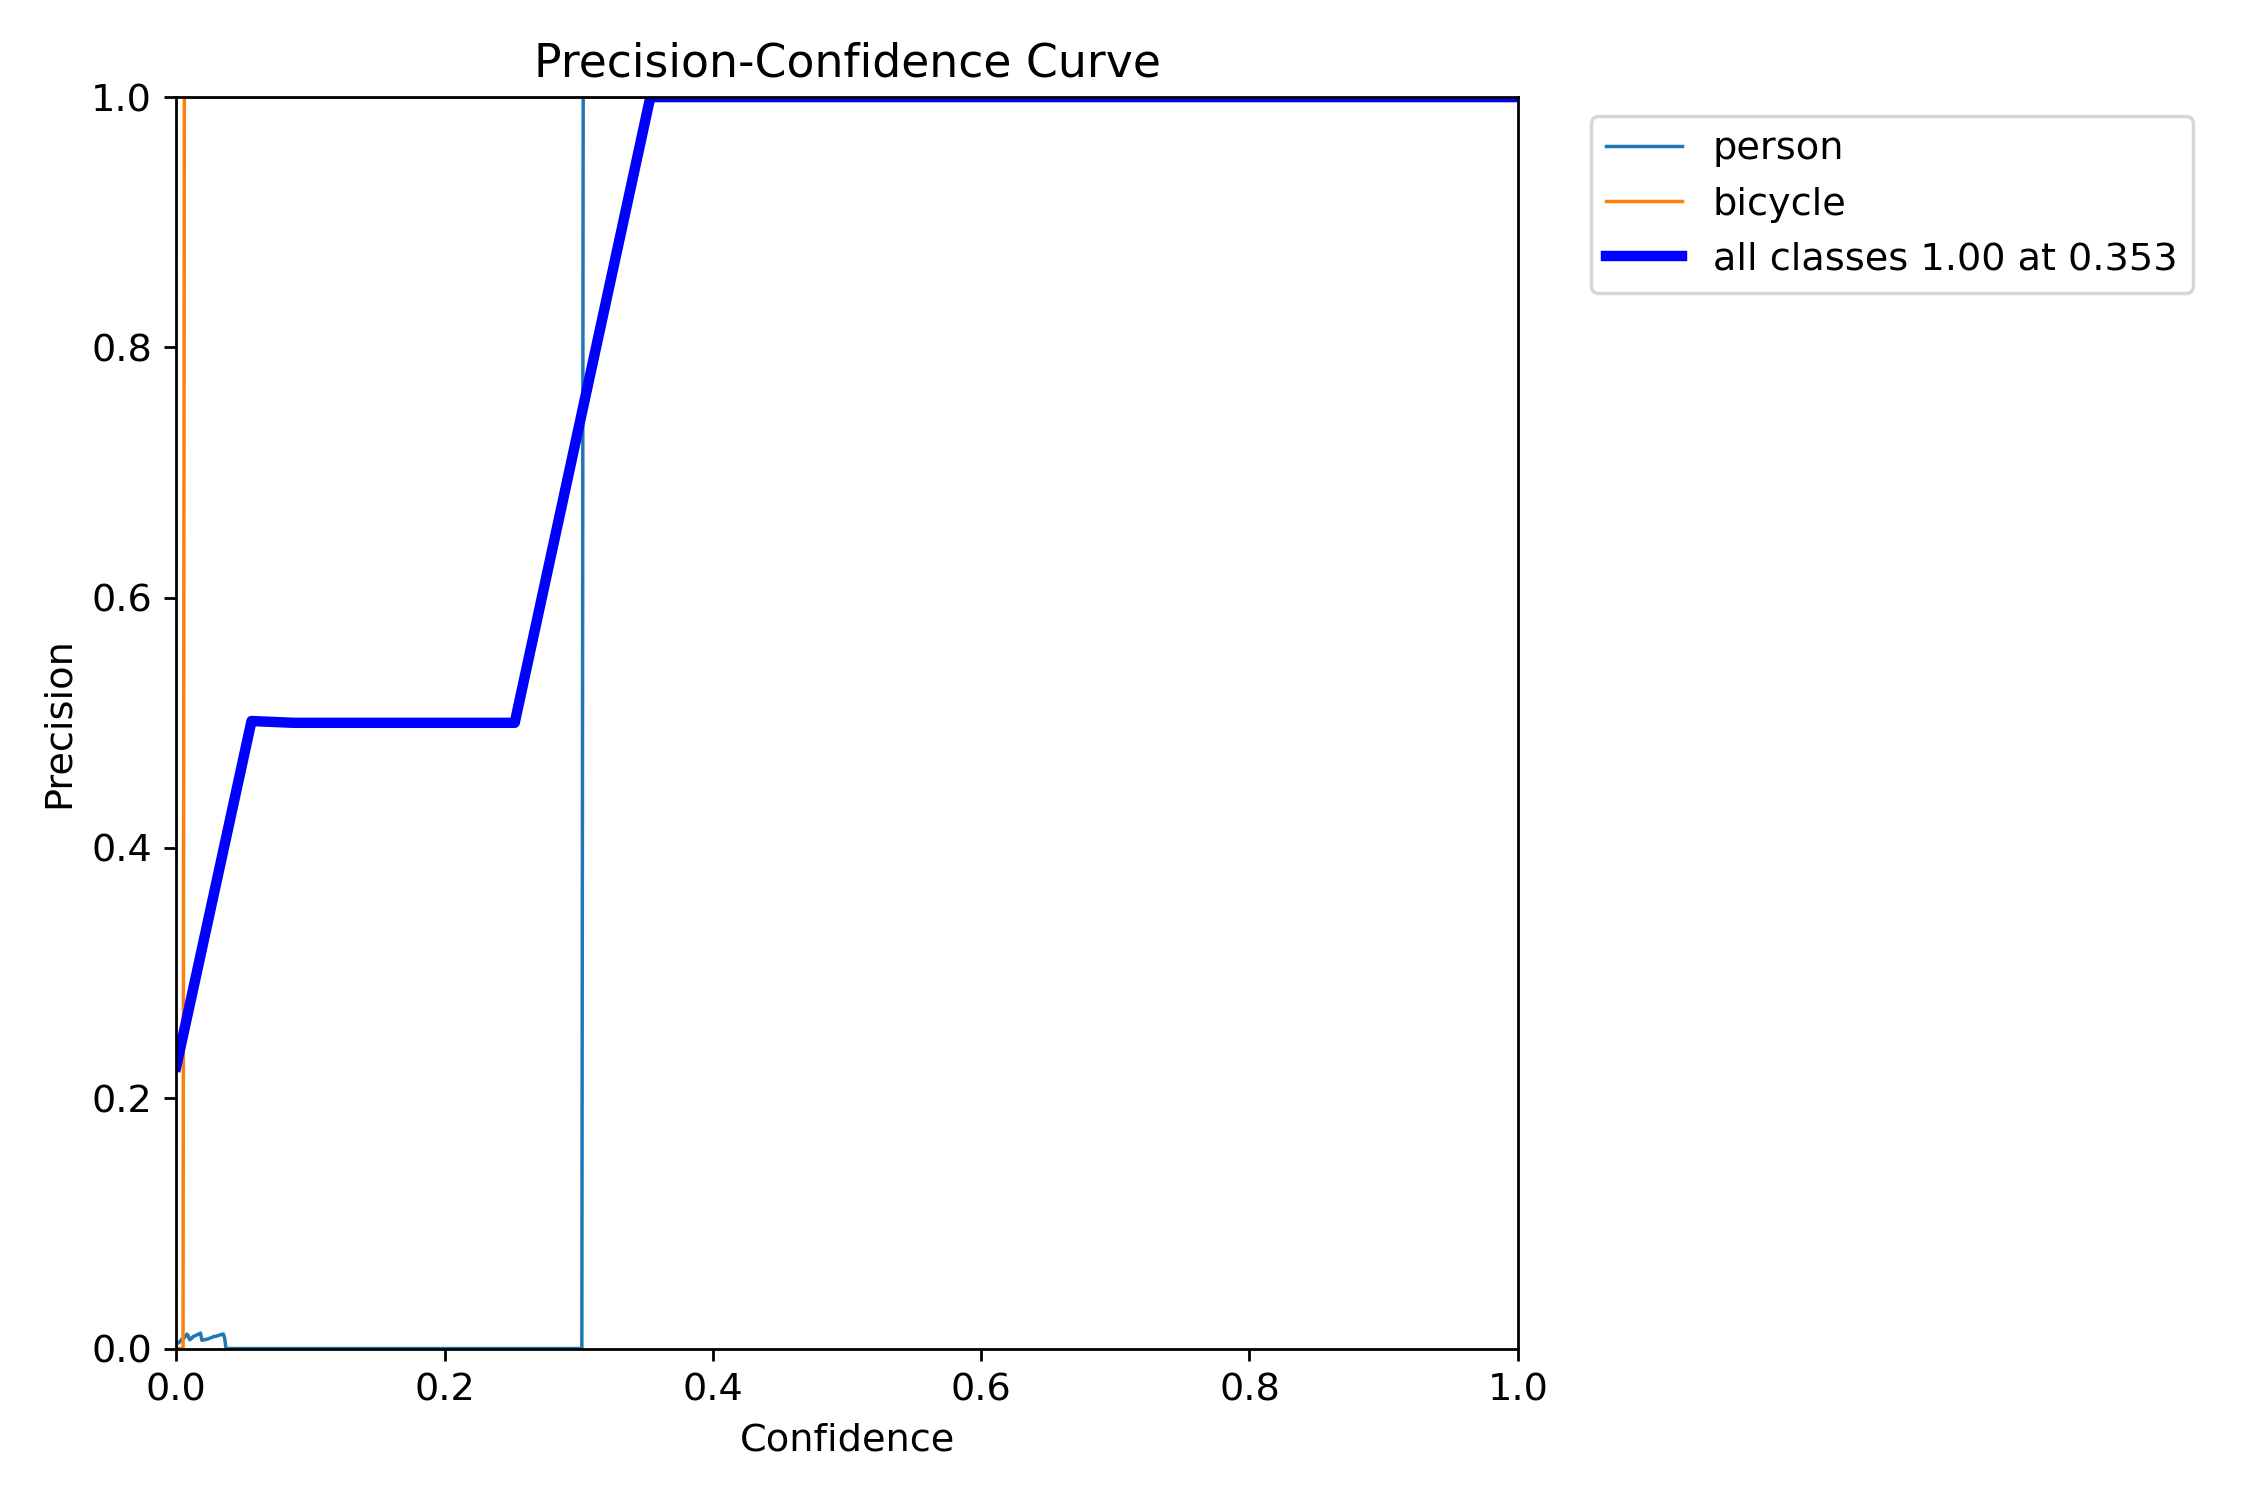 Precision-Confidence Curve
1.0
0.8
0.6
0.4
0.2
0.0
Precision
0.0 0.2 0.4 0.6 0.8 1.0
Confidence
person
bicycle
all classes 1.00 at 0.353